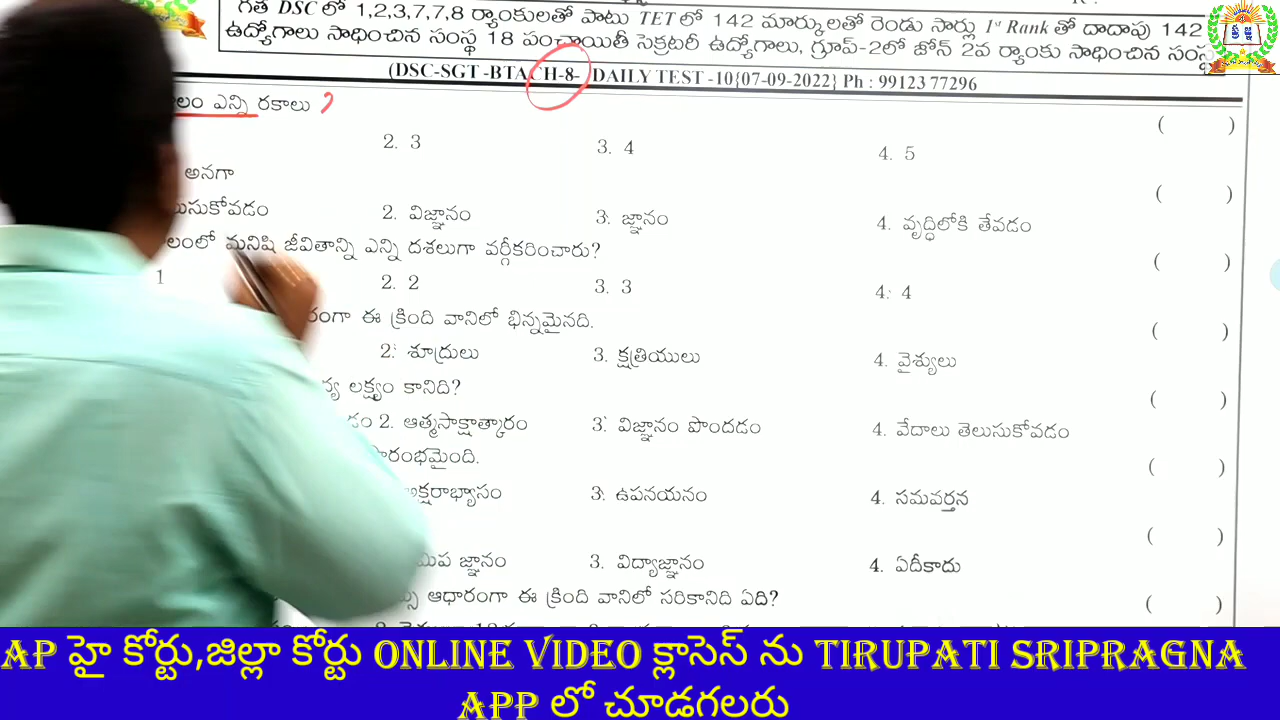 గత DSC లో 1,2,3,7,7,8 ర్యాంకులతో పాటు TET లో 142 మార్కులతో రెండు సార్లు 1st Rank తో దాదాపు 142
ఉద్యోగాలు సాధించిన సంస్థ 18 పంచాయితీ సెక్రటరీ ఉద్యోగాలు, గ్రూప్-2లో జోన్ 2వ ర్యాంకు సాధించిన సంస్థ
(DSC-SGT -BTACH-8- DAILY TEST -10{07-09-2022} Ph : 99123 77296
ఎన్ని రకాలు ( )
2. 3 3. 4 4. 5
అనగా ( )
2. విజ్ఞానం 3. జ్ఞానం 4. వృద్ధిలోకి తేవడం
మనిషి జీవితాన్ని ఎన్ని దశలుగా వర్గీకరించారు? ( )
1 2. 2 3. 3 4. 4
ఈ క్రింది వానిలో భిన్నమైనది. ( )
2. శూద్రులు 3. క్షత్రియులు 4. వైశ్యులు
లక్ష్యం కానిది? ( )
2. ఆత్మసాక్షాత్కారం 3. విజ్ఞానం పొందడం 4. వేదాలు తెలుసుకోవడం
( )
3. ఉపనయనం 4. సమవర్తన
( )
జ్ఞానం 3. విద్యాజ్ఞానం 4. ఏదీకాదు
ఆధారంగా ఈ క్రింది వానిలో సరికానిది ఏది? ( )
AP హై కోర్టు,జిల్లా కోర్టు ONLINE VIDEO క్లాసెస్ ను TIRUPATI SRIPRAGNA
APP లో చూడగలరు